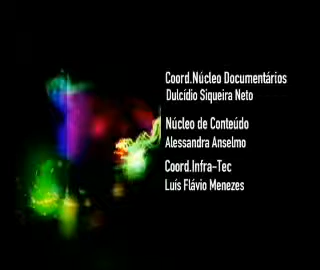 Coord.Núcleo Documentários
Dulcídio Siqueira Neto
Núcleo de Conteúdo
Alessandra Anselmo
Coord.Infra-Tec
Luís Flávio Menezes